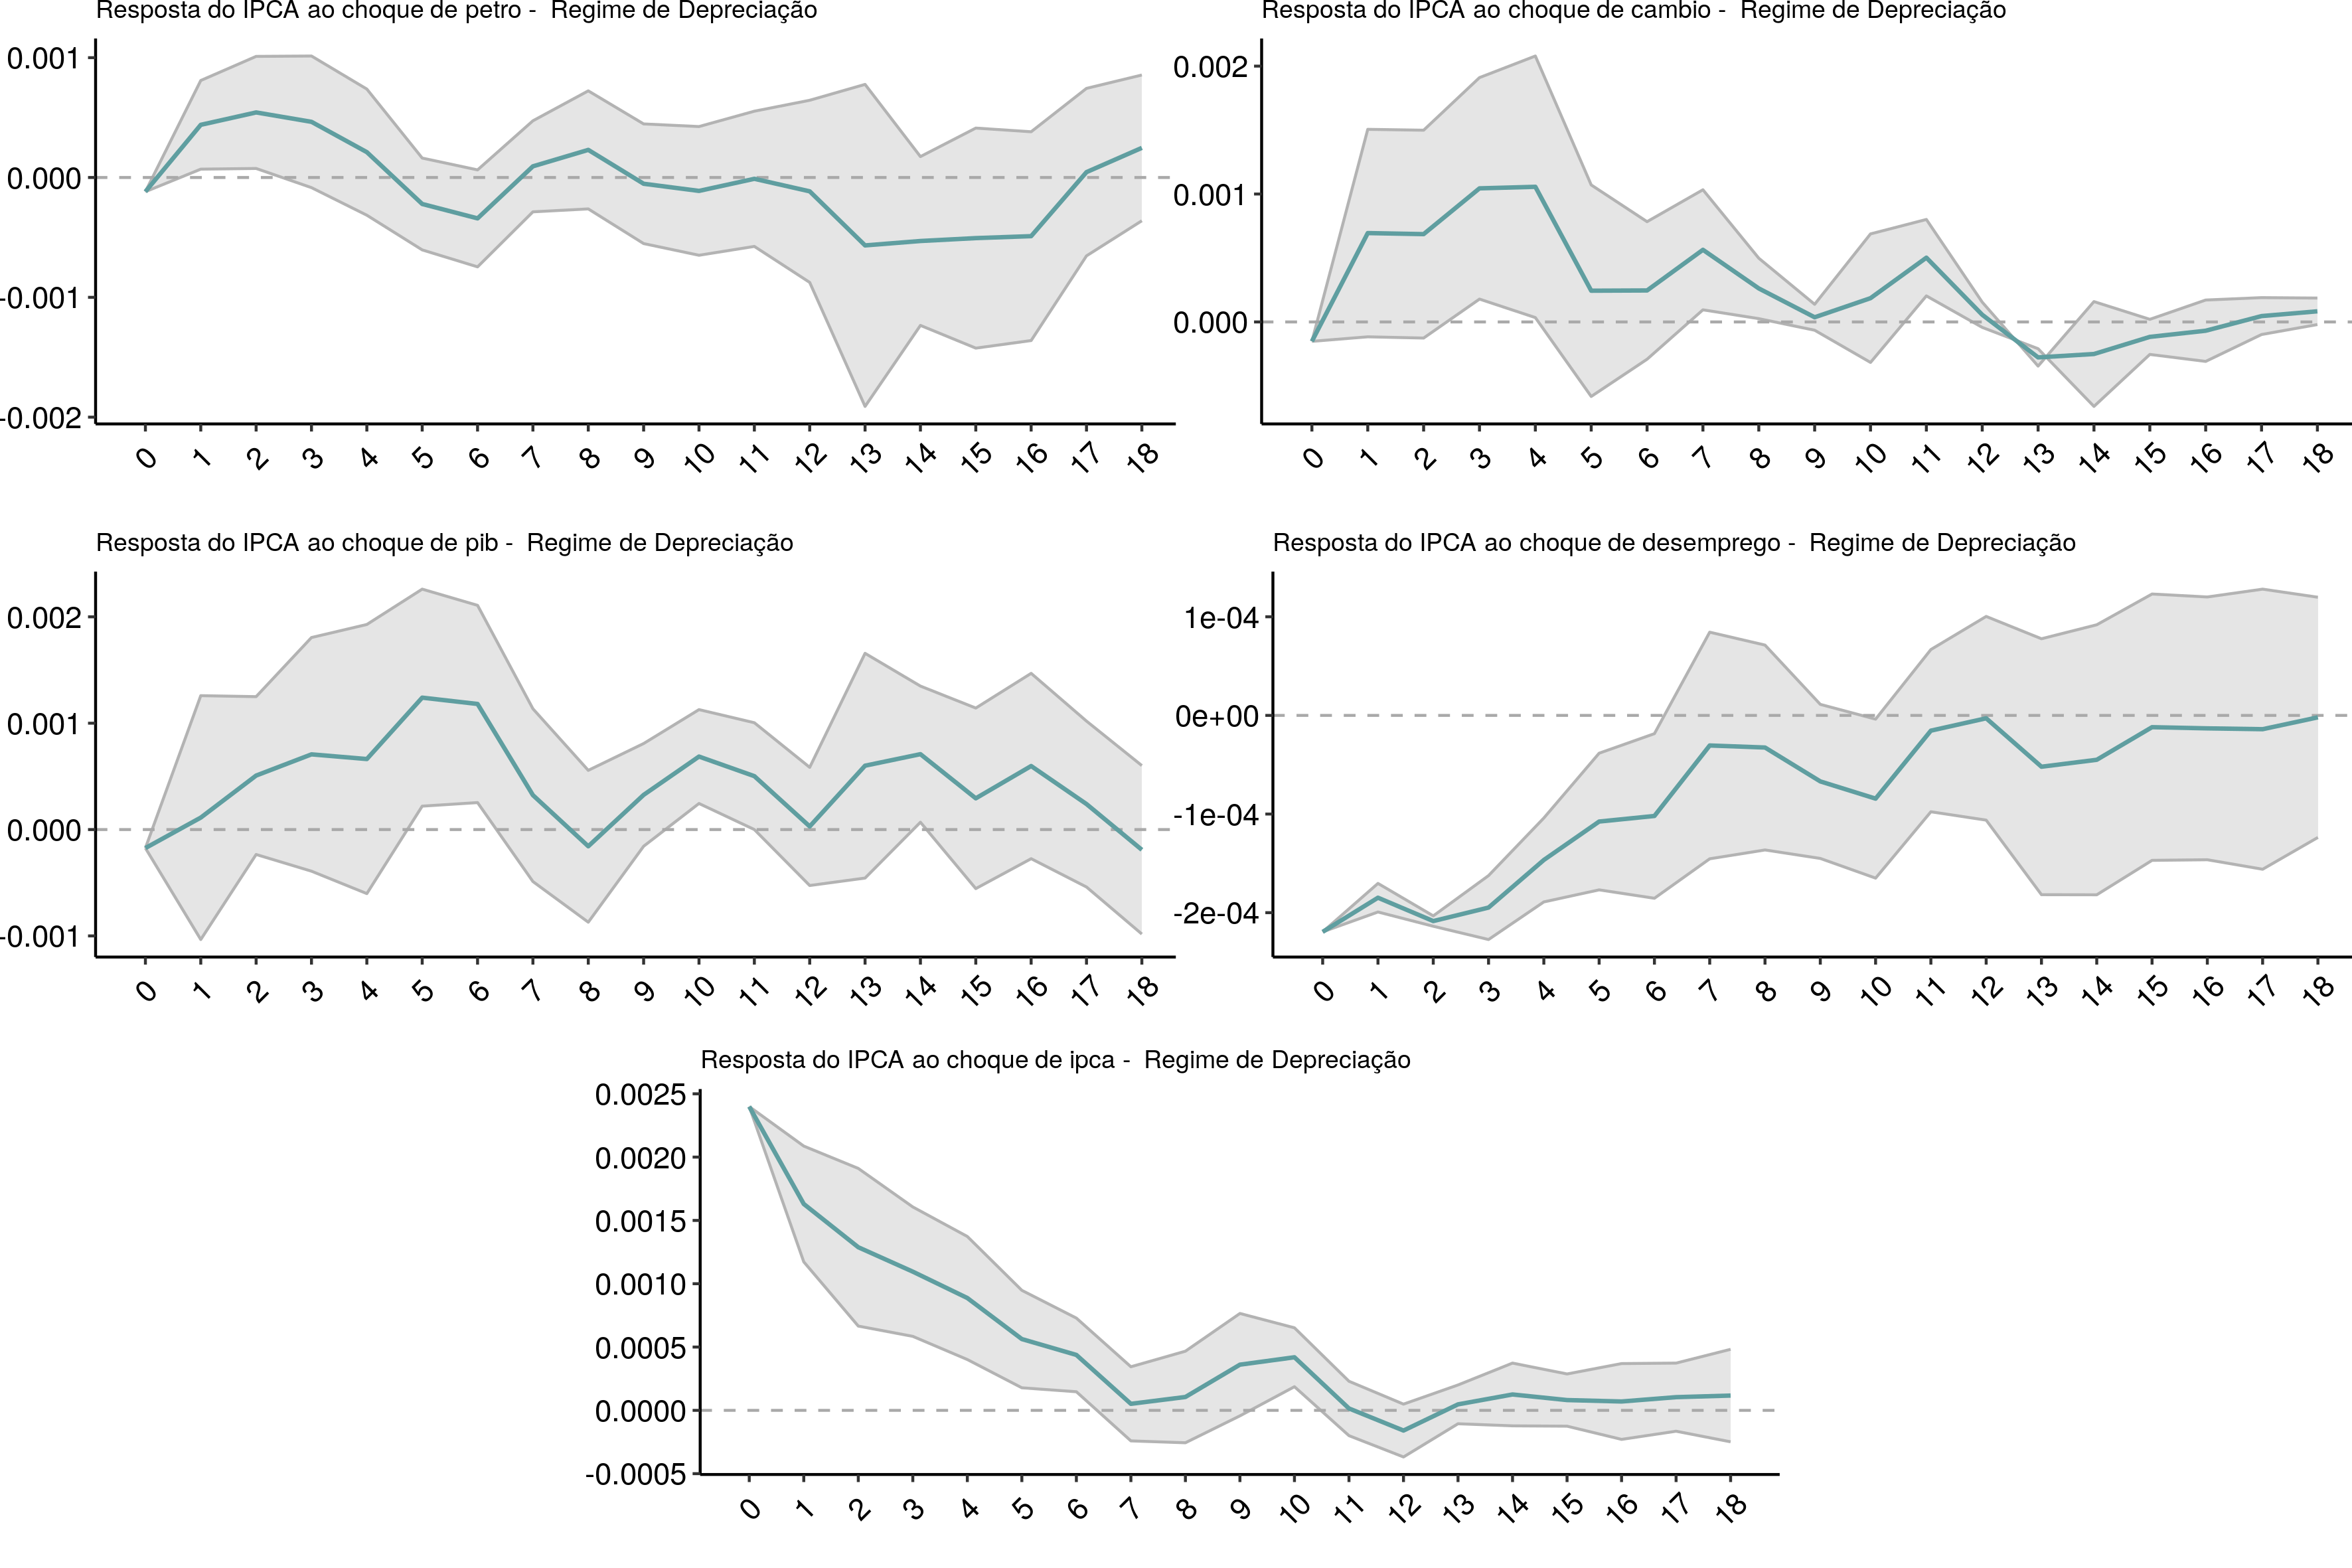 Resposta do IPCA ao choque de petro -  Regime de Depreciação
0.001
0.000
-0.001
-0.002
0 1 2 3 4 5 6 7 8 9 10 11 12 13 14 15 16 17 18
Resposta do IPCA ao choque de cambio -  Regime de Depreciação
0.002
0.001
0.000
0 1 2 3 4 5 6 7 8 9 10 11 12 13 14 15 16 17 18
Resposta do IPCA ao choque de pib -  Regime de Depreciação
0.002
0.001
0.000
-0.001
0 1 2 3 4 5 6 7 8 9 10 11 12 13 14 15 16 17 18
Resposta do IPCA ao choque de desemprego -  Regime de Depreciação
1e-04
0e+00
-1e-04
-2e-04
0 1 2 3 4 5 6 7 8 9 10 11 12 13 14 15 16 17 18
Resposta do IPCA ao choque de ipca -  Regime de Depreciação
0.0025
0.0020
0.0015
0.0010
0.0005
0.0000
-0.0005
0 1 2 3 4 5 6 7 8 9 10 11 12 13 14 15 16 17 18